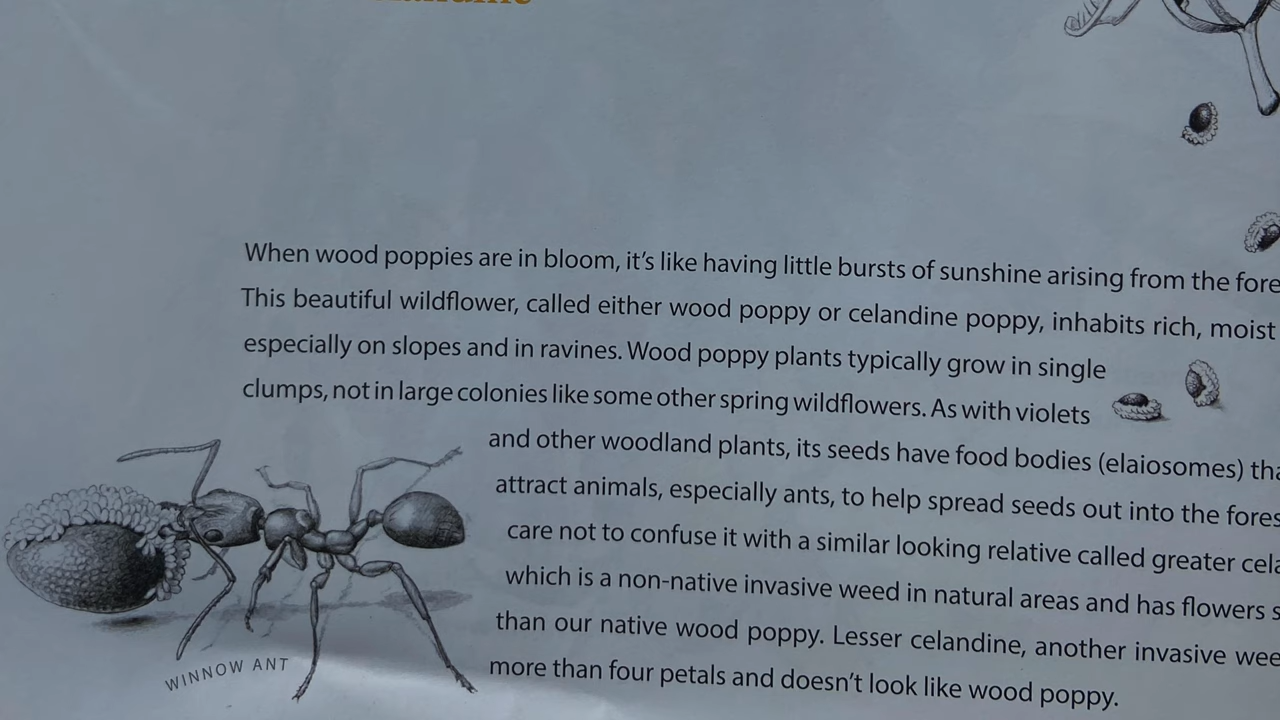 When wood poppies are in bloom, it's like having little bursts of sunshine arising from the
This beautiful wildflower, called either wood poppy or celandine poppy, inhabits rich, moist
especially on slopes and in ravines. Wood poppy plants typically grow in single
clumps, not in large colonies like some other spring wildflowers. As with violets
and other woodland plants, its seeds have food bodies (elaiosomes)
attract animals, especially ants, to help spread seeds out into the
care not to confuse it with a similar looking relative called greater
which is a non-native invasive weed in natural areas and has flowers
than our native wood poppy. Lesser celandine, another invasive
more than four petals and doesn't look like wood poppy.
WINNOW ANT